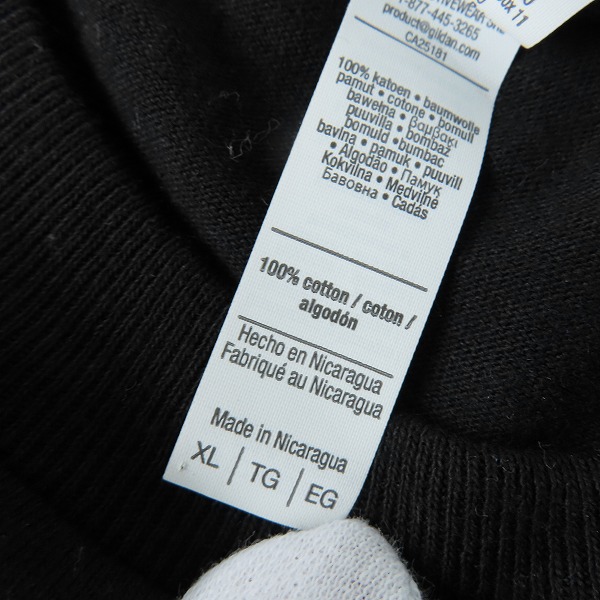 1-877-445-3265
product@gildan.com
CA25181
100% katoen • baumwolle
pamut • cotone • bomull
bawełna • βαμβακι
puuvilla • bombaž
bomuld • bumbac
bavlna • pamuk • puuvill
• Algodão • Памук
Kokvilna • Medvilnė
Бавовна • Cadás
100% cotton / coton /
algodón
Hecho en Nicaragua
Fabriqué au Nicaragua
Made in Nicaragua
XL | TG | EG